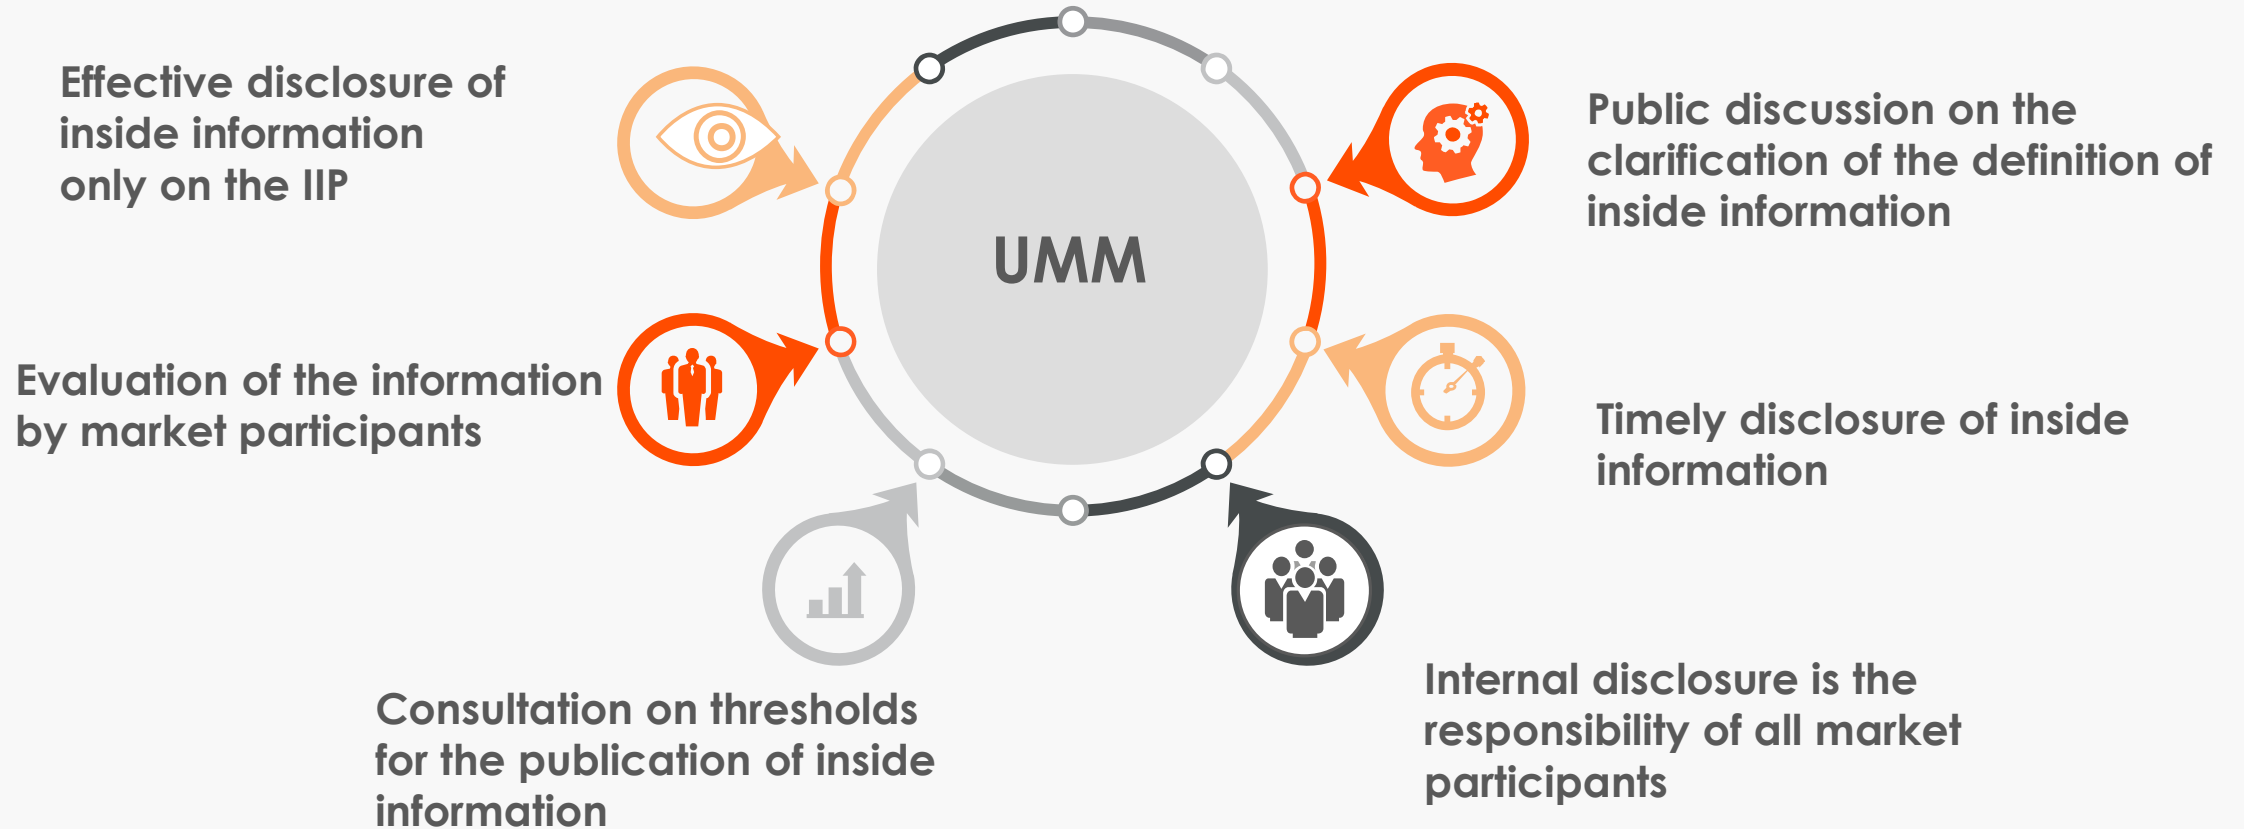 Effective disclosure of
inside information
only on the IIP
Evaluation of the information
by market participants
Consultation on thresholds
for the publication of inside
information
UMM
Public discussion on the
clarification of the definition of
inside information
Timely disclosure of inside
information
Internal disclosure is the
responsibility of all market
participants